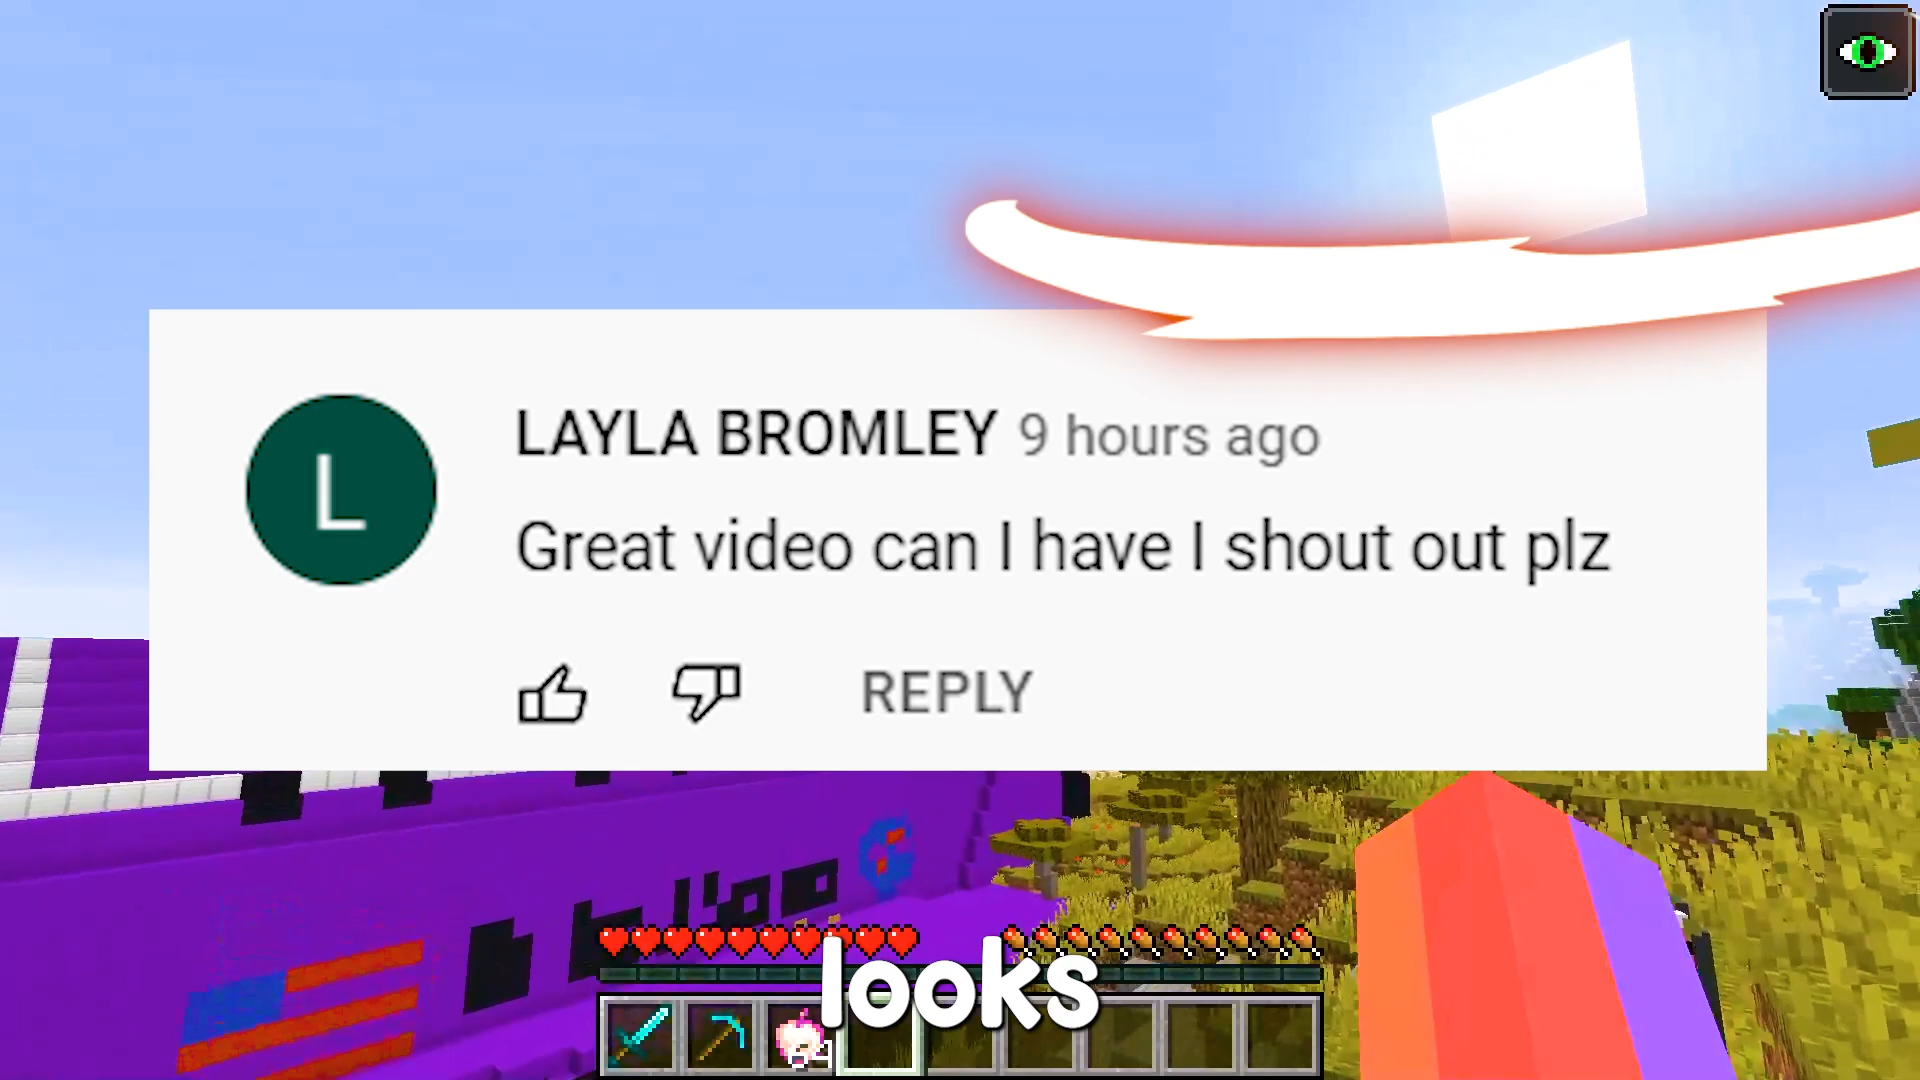 LAYLA BROMLEY 9 hours ago
L
Great video can I have I shout out plz
REPLY
looks